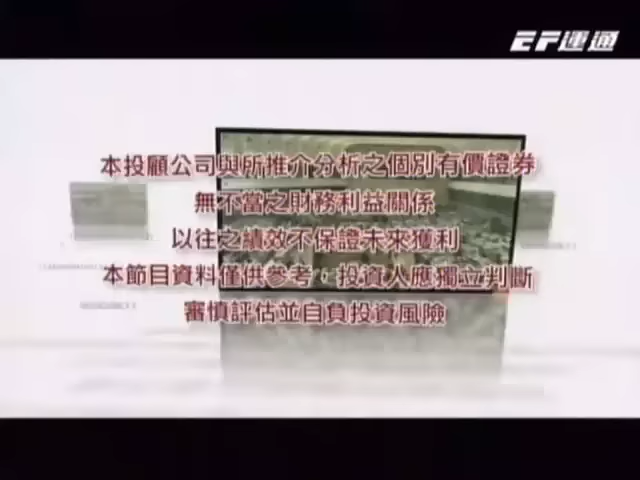 EF運通
本投顧公司與所推介分析之個別有價證券
無不當之財務利益關係
以往之績效不保證未來獲利
本節目資料僅供參考，投資人應獨立判斷
審慎評估並自負投資風險